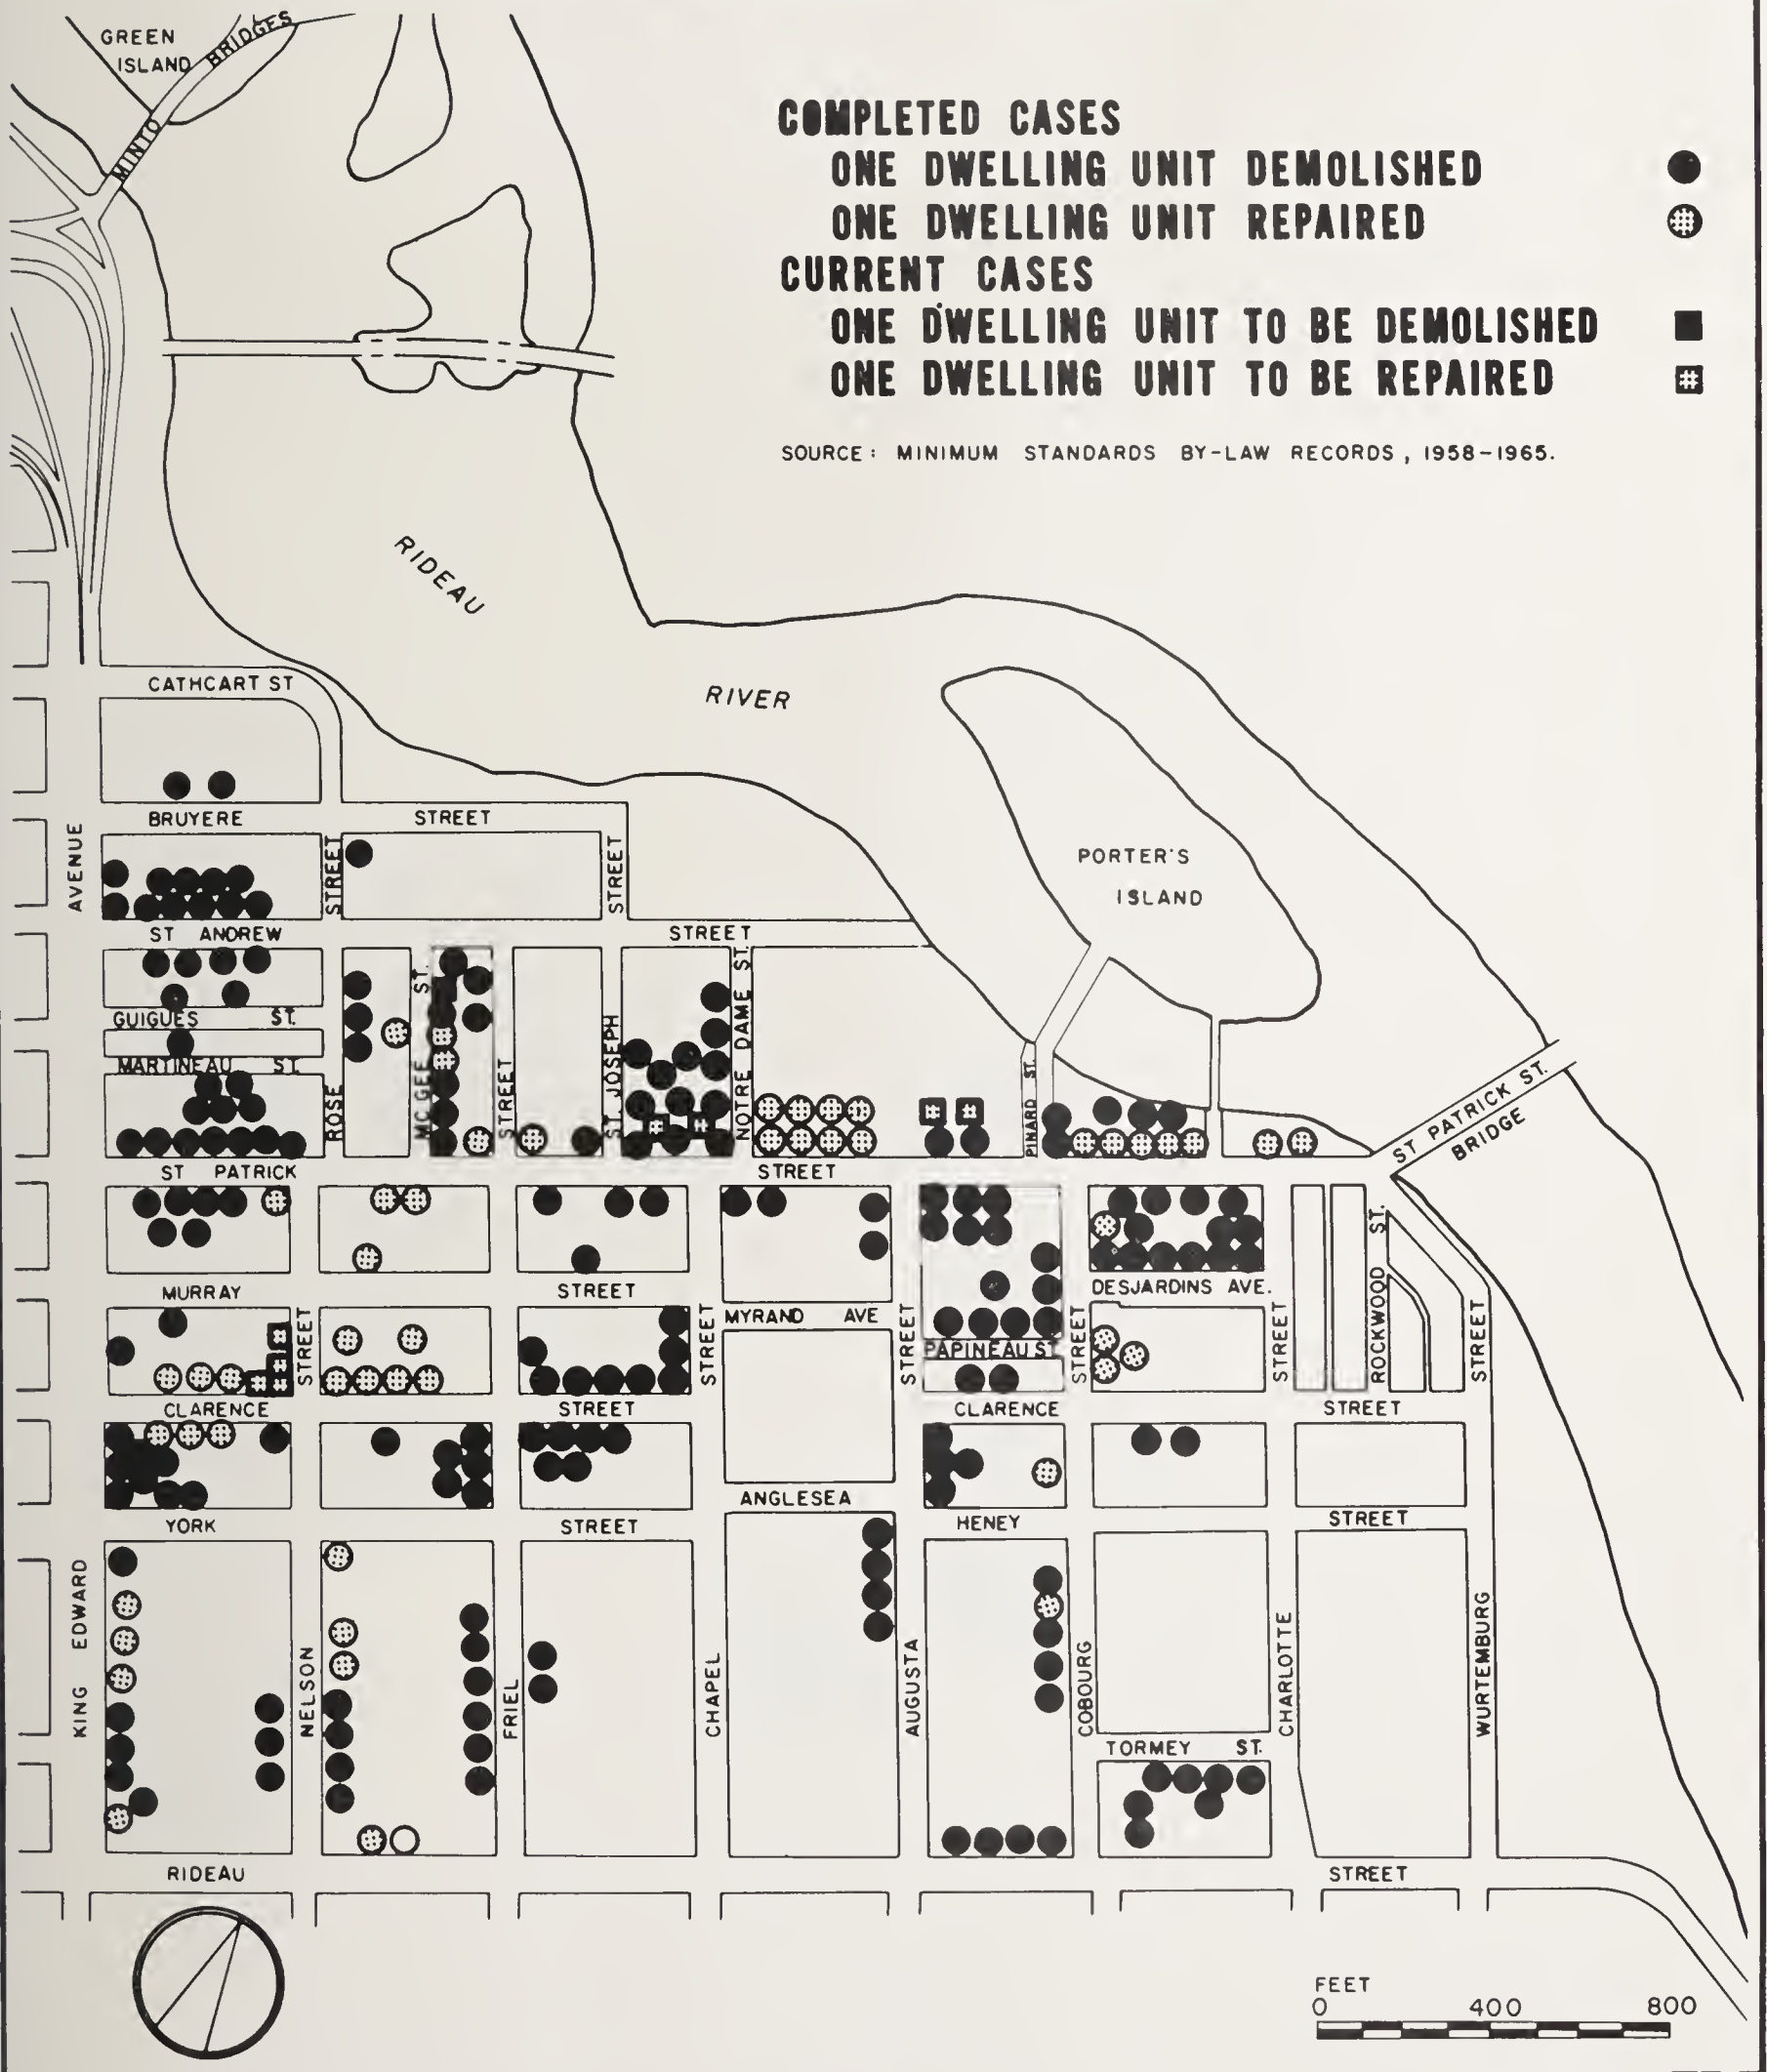 GREEN
ISLAND
MINTO BRIDGES
COMPLETED CASES
ONE DWELLING UNIT DEMOLISHED
ONE DWELLING UNIT REPAIRED
CURRENT CASES
ONE DWELLING UNIT TO BE DEMOLISHED
ONE DWELLING UNIT TO BE REPAIRED
SOURCE: MINIMUM STANDARDS BY-LAW RECORDS, 1958-1965.
RIDEAU
RIVER
CATHCART ST
BRUYERE STREET
PORTER'S
ISLAND
AVENUE
STREET
STREET
ST ANDREW STREET
GUIGUES ST.
MARTINEAU ST.
ROSE
MCGEE ST.
STREET
ST. JOSEPH
NOTRE DAME ST.
PINARD ST.
ST PATRICK ST.
BRIDGE
ST PATRICK STREET
MURRAY STREET
DESJARDINS AVE.
MYRAND AVE
PAPINEAU ST.
STREET
STREET
STREET
STREET
STREET
ROCKWOOD ST.
STREET
CLARENCE STREET CLARENCE STREET
ANGLESEA
YORK STREET HENEY STREET
KING EDWARD
NELSON
FRIEL
CHAPEL
AUGUSTA
COBOURG
CHARLOTTE
WURTEMBURG
TORMEY ST.
RIDEAU STREET
FEET
0 400 800